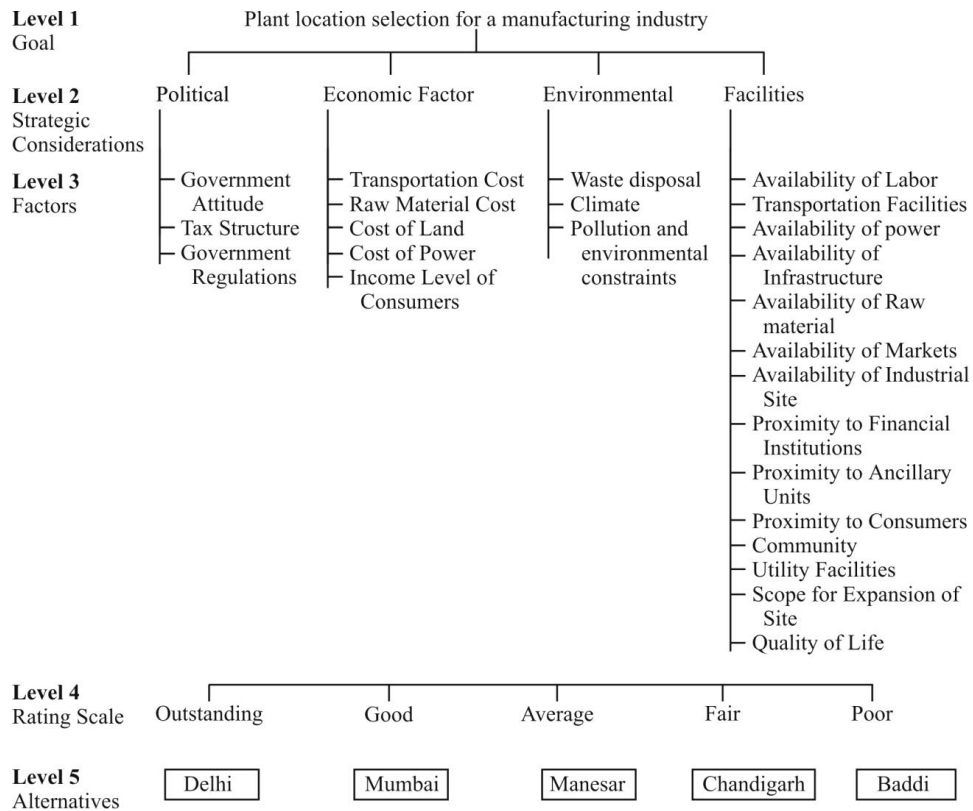 Level 1
Goal
Plant location selection for a manufacturing industry
Level 2
Strategic
Considerations
Political
Economic Factor
Environmental
Facilities
Level 3
Factors
Government
Attitude
Tax Structure
Government
Regulations
Transportation Cost
Raw Material Cost
Cost of Land
Cost of Power
Income Level of
Consumers
Waste disposal
Climate
Pollution and
environmental
constraints
Availability of Labor
Transportation Facilities
Availability of power
Availability of
Infrastructure
Availability of Raw
material
Availability of Markets
Availability of Industrial
Site
Proximity to Financial
Institutions
Proximity to Ancillary
Units
Proximity to Consumers
Community
Utility Facilities
Scope for Expansion of
Site
Quality of Life
Level 4
Rating Scale
Outstanding
Good
Average
Fair
Poor
Level 5
Alternatives
Delhi
Mumbai
Manesar
Chandigarh
Baddi